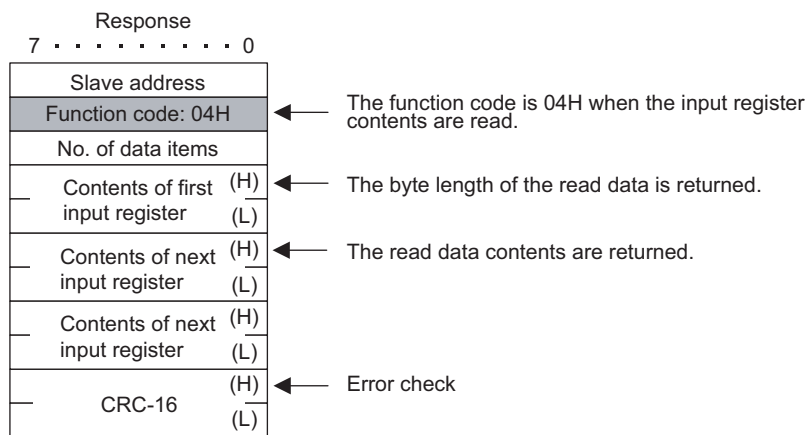 Response
7 · · · · · · · · · 0
Slave address
Function code: 04H
The function code is 04H when the input register
contents are read.
No. of data items
Contents of first (H)
input register (L)
The byte length of the read data is returned.
Contents of next (H)
input register (L)
The read data contents are returned.
Contents of next (H)
input register (L)
CRC-16 (H)
(L)
Error check